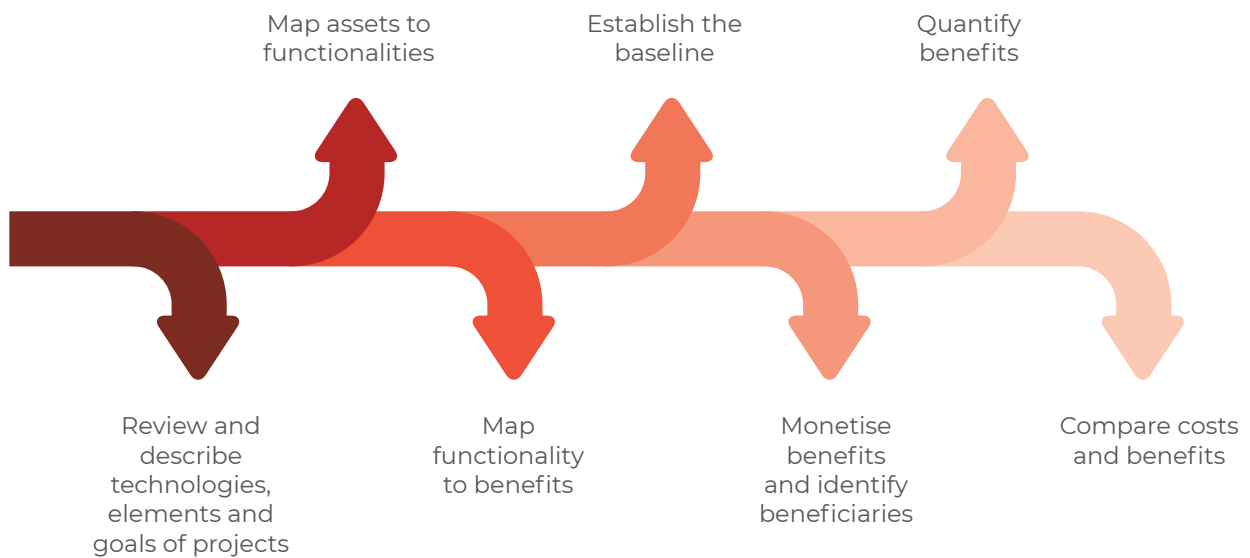 Map assets to
functionalities
Establish the
baseline
Quantify
benefits
Review and
describe
technologies,
elements and
goals of projects
Map
functionality
to benefits
Monetise
benefits
and identify
beneficiaries
Compare costs
and benefits